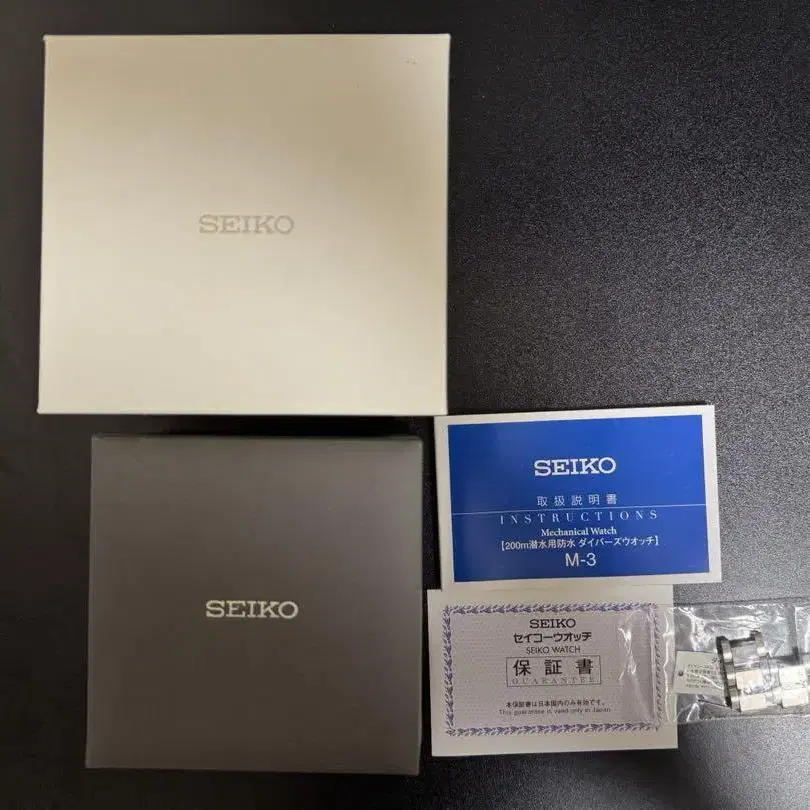 SEIKO
SEIKO
SEIKO
取扱説明書
INSTRUCTIONS
Mechanical Watch
【200m潜水用防水 ダイバーズウオッチ】
M-3
SEIKO
セイコーウオッチ
SEIKO WATCH
保証書
GUARANTEE
本保証書は日本国内のみ有効です。
This guarantee is valid only in Japan.